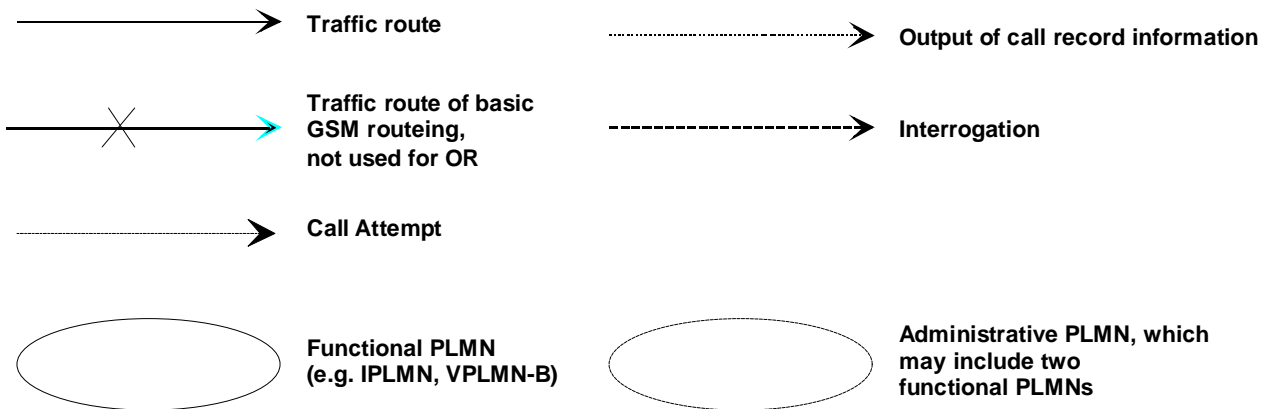 Traffic route
Output of call record information
Traffic route of basic
GSM routeing,
not used for OR
Interrogation
Call Attempt
Functional PLMN
(e.g. IPLMN, VPLMN-B)
Administrative PLMN, which
may include two
functional PLMNs